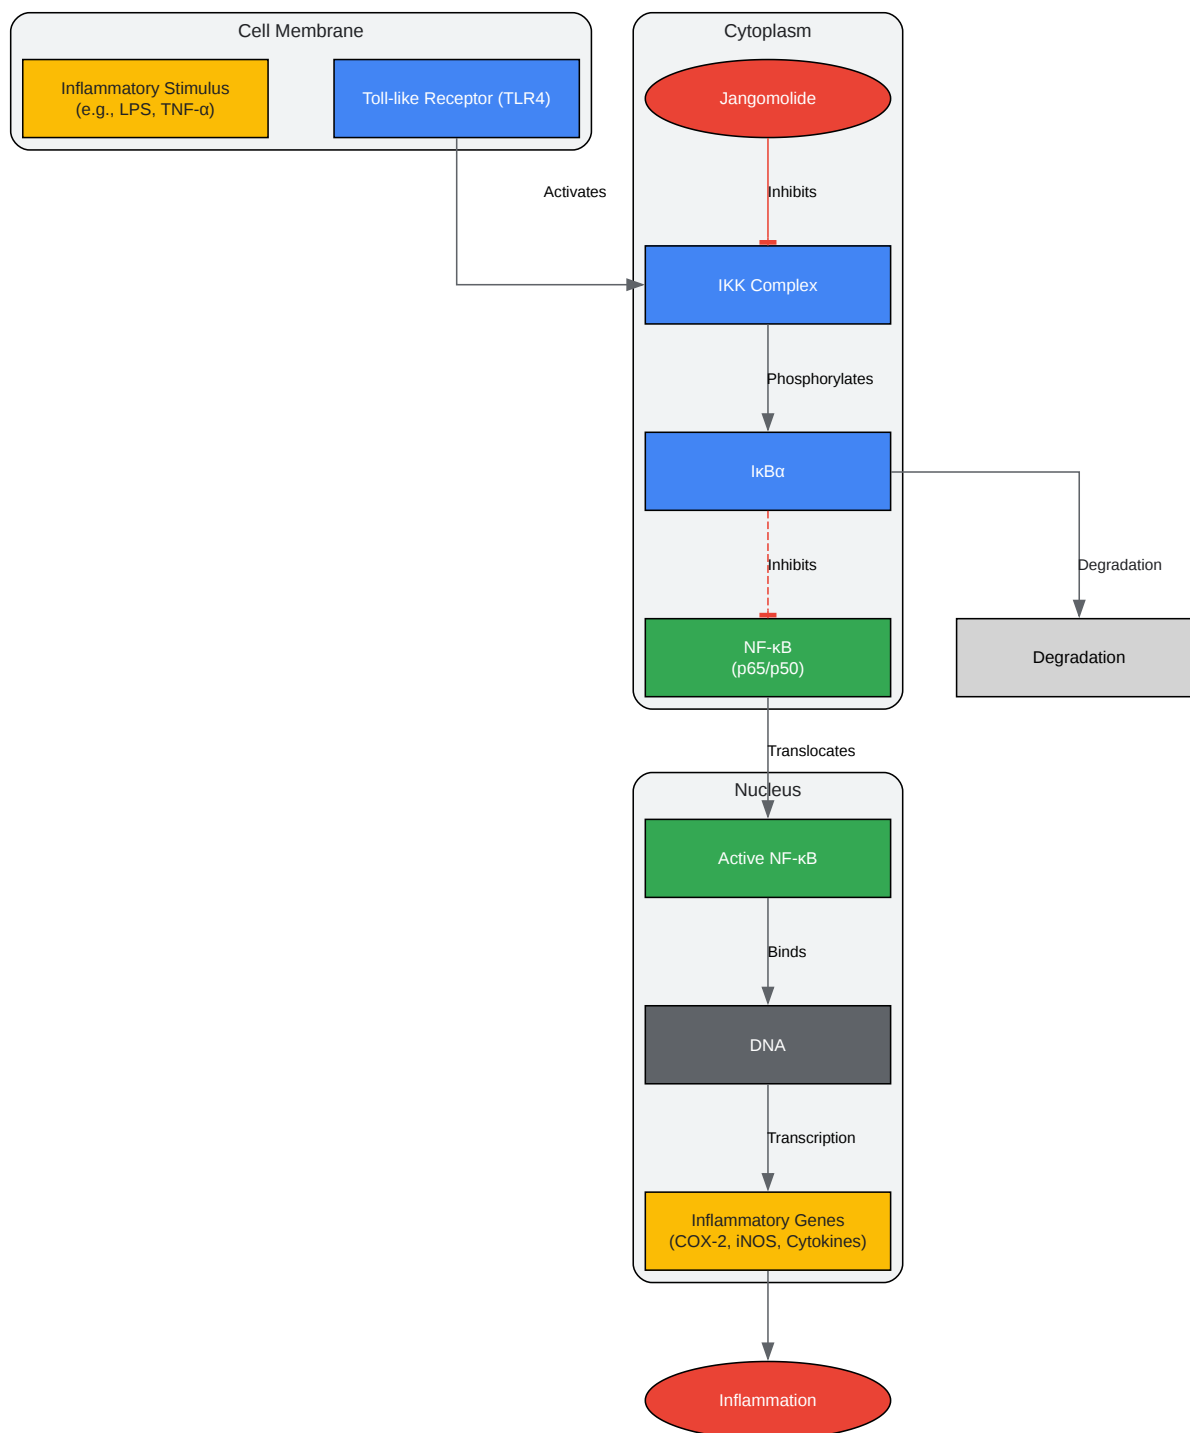 Cell Membrane
Inflammatory Stimulus
(e.g., LPS, TNF-α)
Toll-like Receptor (TLR4)
Cytoplasm
Jangomolide
Activates
Inhibits
IKK Complex
Phosphorylates
IκBα
Inhibits
Degradation
NF-κB
(p65/p50)
Degradation
Translocates
Nucleus
Active NF-κB
Binds
DNA
Transcription
Inflammatory Genes
(COX-2, iNOS, Cytokines)
Inflammation